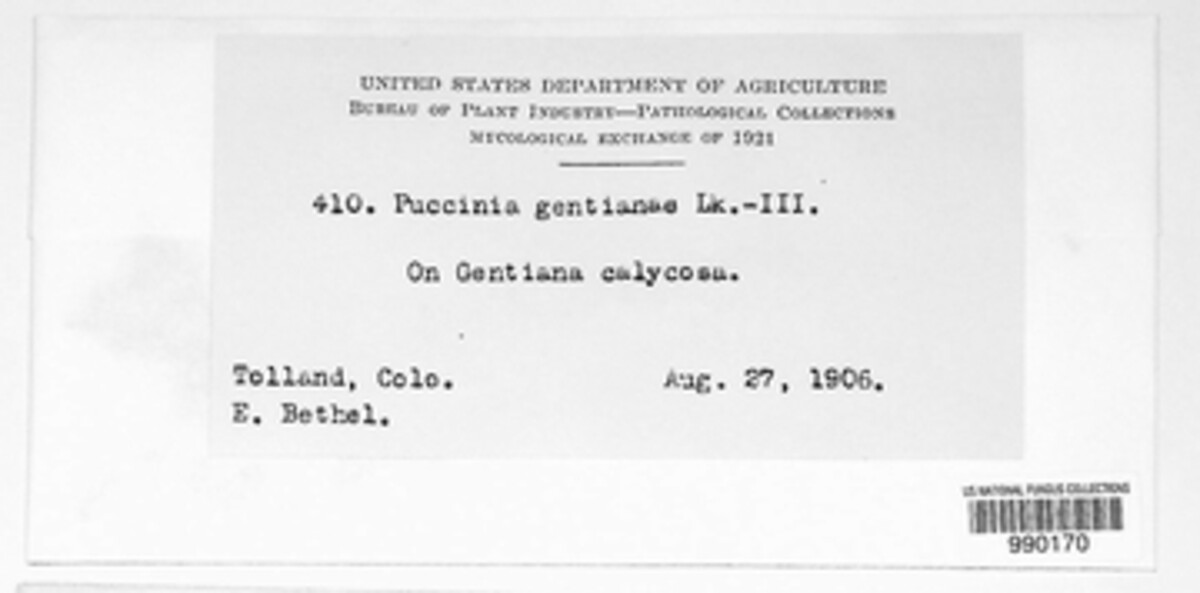 UNITED STATES DEPARTMENT OF AGRICULTURE
BUREAU OF PLANT INDUSTRY—PATHOLOGICAL COLLECTIONS
MYCOLOGICAL EXCHANGE OF 1921
410. Puccinia gentianae Lk.-III.
On Gentiana calycosa.
Tolland, Colo. Aug. 27, 1906.
E. Bethel.
US NATIONAL FUNGUS COLLECTIONS
990170